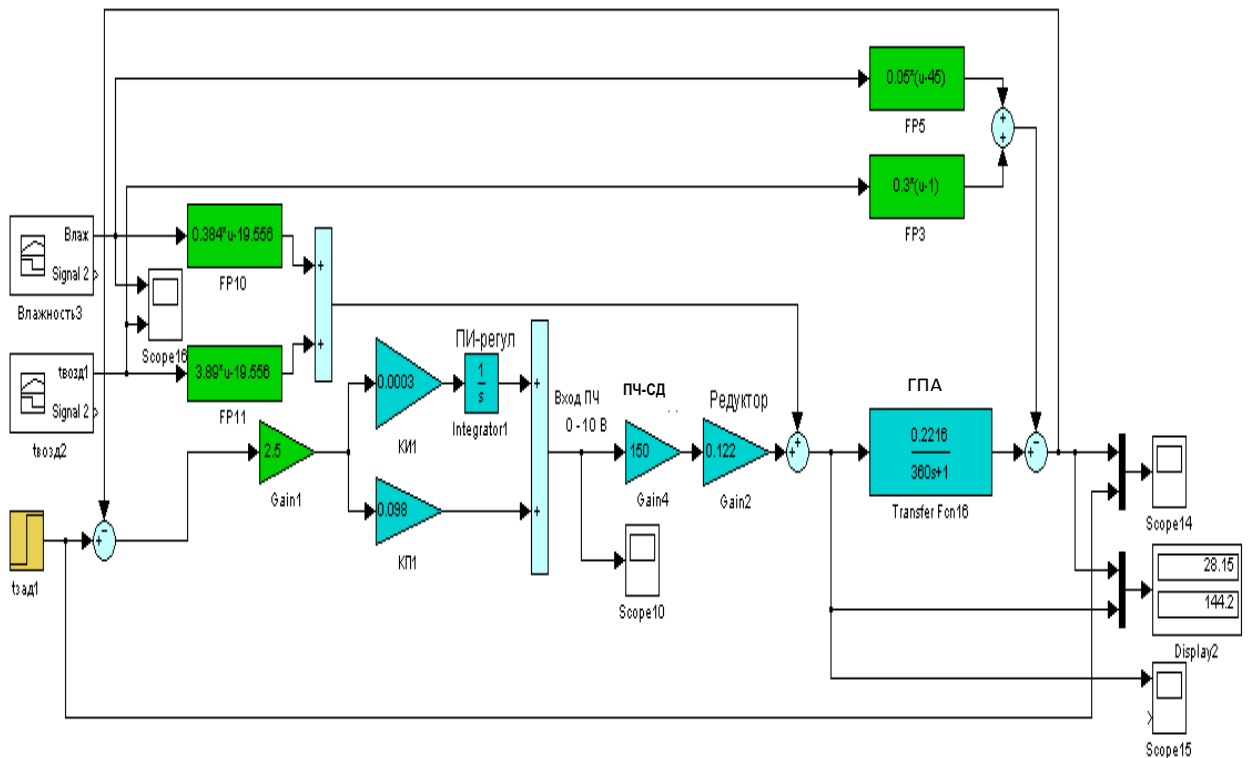 0.05*(u-45)
FP5
+
+
0.3*(u-1)
FP3
Влаж
Signal 2
Влажность3
0.384*u-19.556
FP10
+
+
Scope16
tвозд1
Signal 2
tвозд2
3.89*u-19.556
FP11
ПИ-регул
0.0003
КИ1
1
s
Integrator1
2.5
Gain1
0.098
КП1
+
+
Вход ПЧ
0 - 10 В
ПЧ-СД
150
Gain4
Редуктор
0.122
Gain2
+
+
ГПА
0.2216
360s+1
Transfer Fcn16
-
+
Scope14
tзад1
-
+
Scope10
28.15
144.2
Display2
Scope15